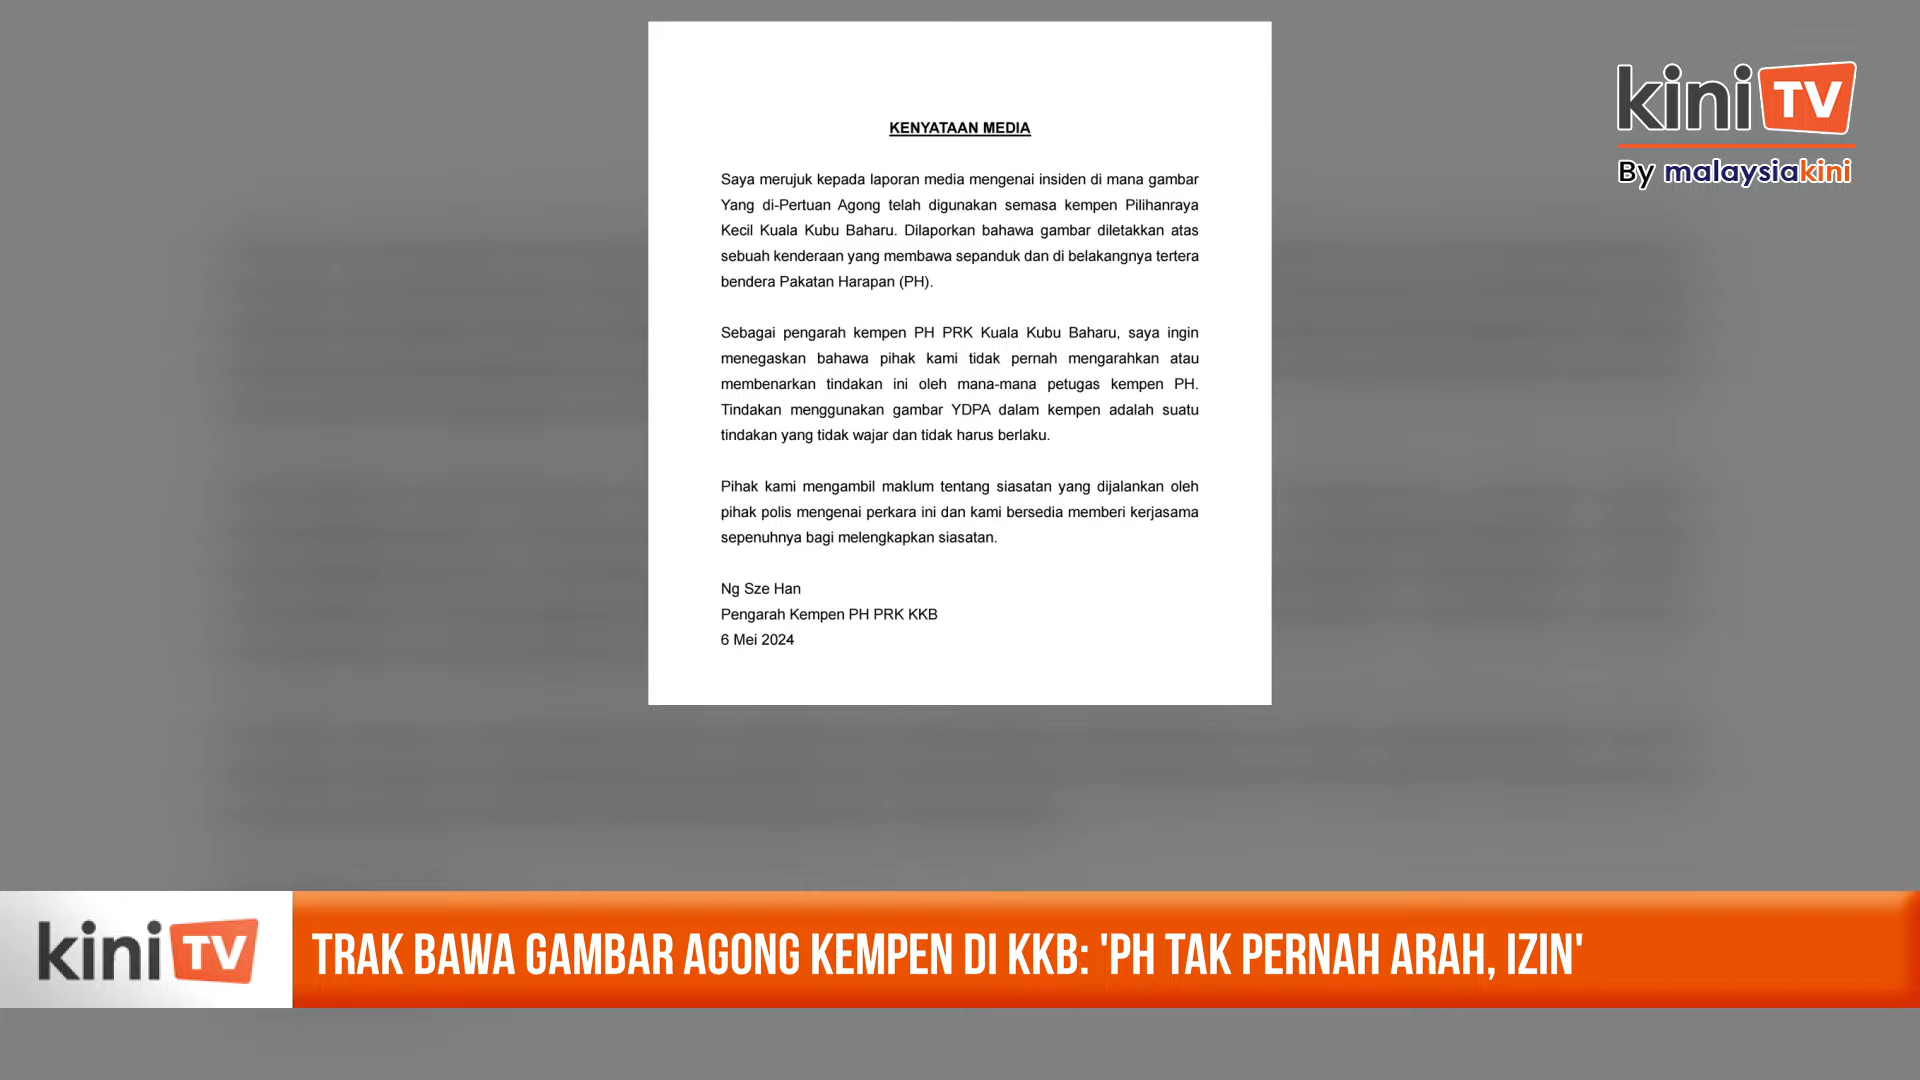 kini TV
By malaysiakini
KENYATAAN MEDIA
Saya merujuk kepada laporan media mengenai insiden di mana gambar
Yang di-Pertuan Agong telah digunakan semasa kempen Pilihanraya
Kecil Kuala Kubu Baharu. Dilaporkan bahawa gambar diletakkan atas
sebuah kenderaan yang membawa sepanduk dan di belakangnya tertera
bendera Pakatan Harapan (PH).
Sebagai pengarah kempen PH PRK Kuala Kubu Baharu, saya ingin
menegaskan bahawa pihak kami tidak pernah mengarahkan atau
membenarkan tindakan ini oleh mana-mana petugas kempen PH.
Tindakan menggunakan gambar YDPA dalam kempen adalah suatu
tindakan yang tidak wajar dan tidak harus berlaku.
Pihak kami mengambil maklum tentang siasatan yang dijalankan oleh
pihak polis mengenai perkara ini dan kami bersedia memberi kerjasama
sepenuhnya bagi melengkapkan siasatan.
Ng Sze Han
Pengarah Kempen PH PRK KKB
6 Mei 2024
kini TV
TRAK BAWA GAMBAR AGONG KEMPEN DI KKB: 'PH TAK PERNAH ARAH, IZIN'